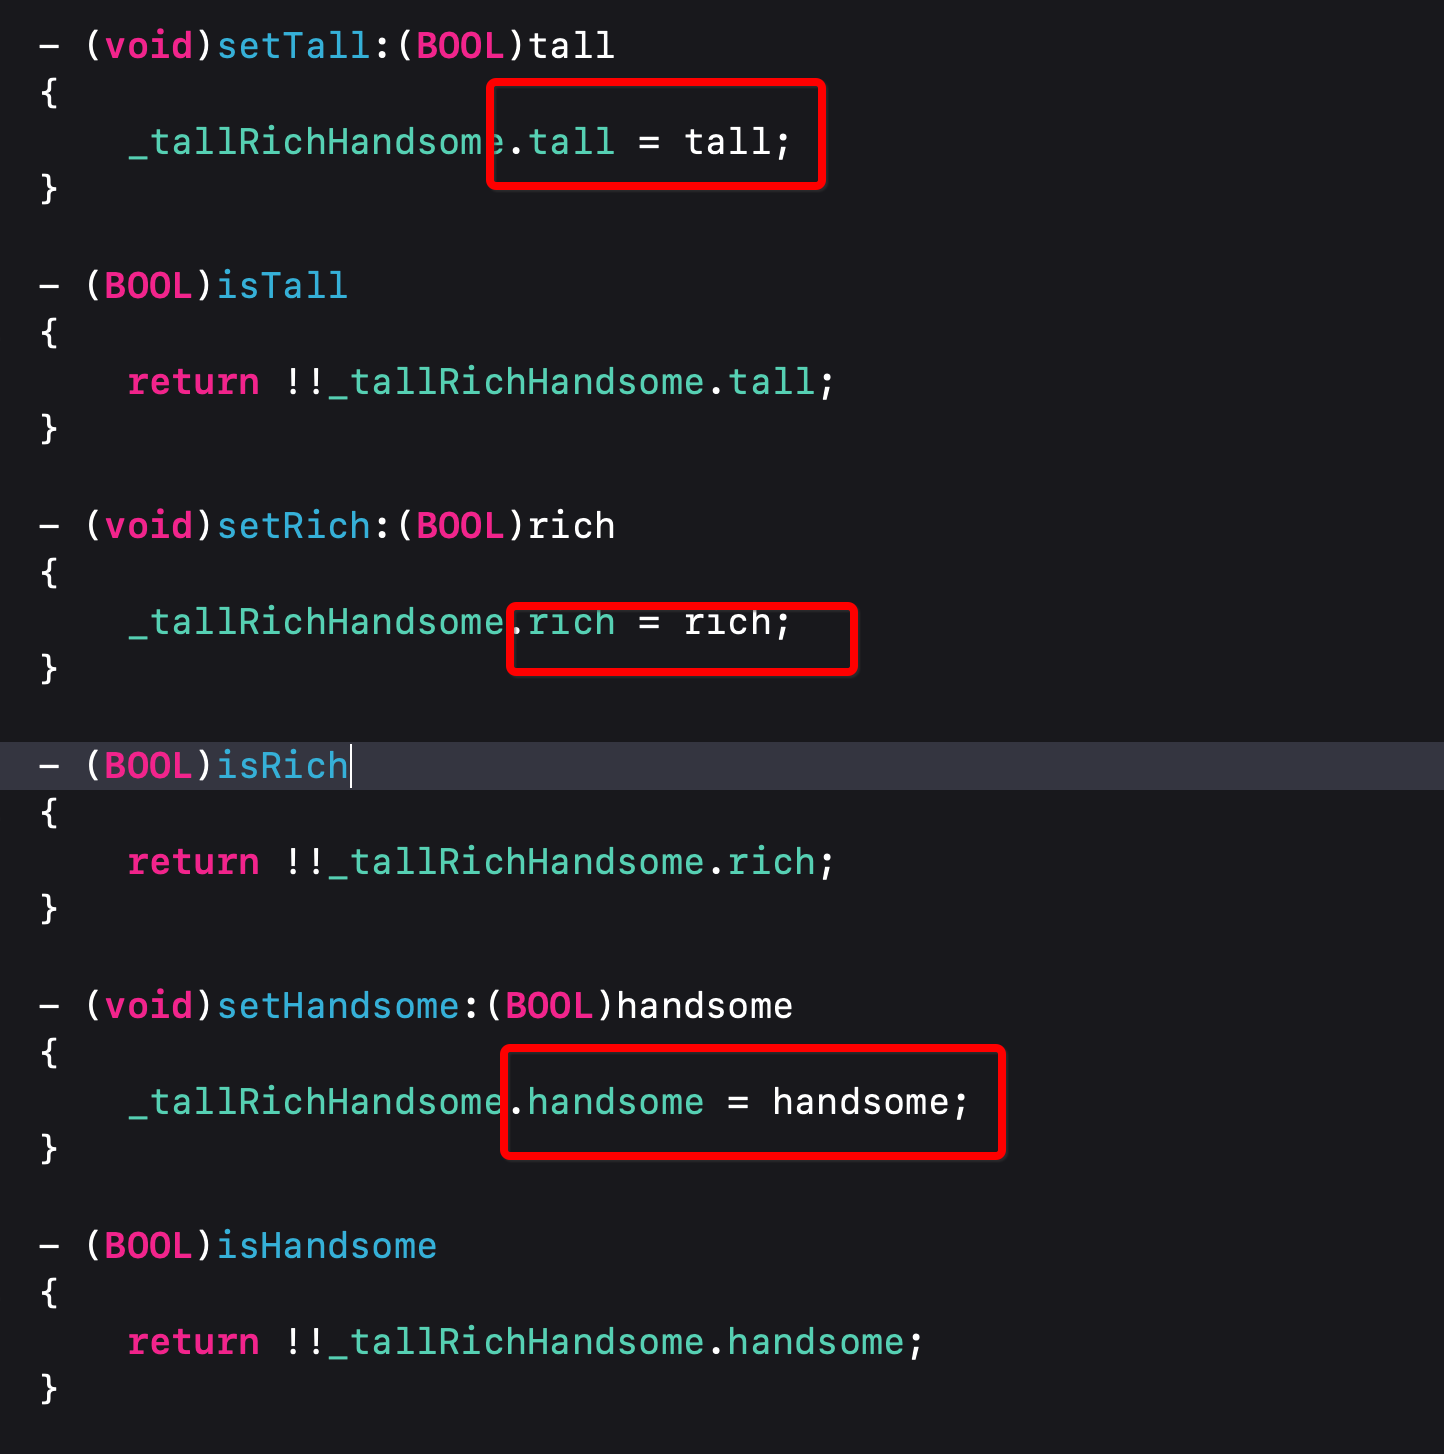 - (void)setTall:(BOOL)tall
{
    _tallRichHandsome.tall = tall;
}

- (BOOL)isTall
{
    return !!_tallRichHandsome.tall;
}

- (void)setRich:(BOOL)rich
{
    _tallRichHandsome.rich = rich;
}

- (BOOL)isRich
{
    return !!_tallRichHandsome.rich;
}

- (void)setHandsome:(BOOL)handsome
{
    _tallRichHandsome.handsome = handsome;
}

- (BOOL)isHandsome
{
    return !!_tallRichHandsome.handsome;
}